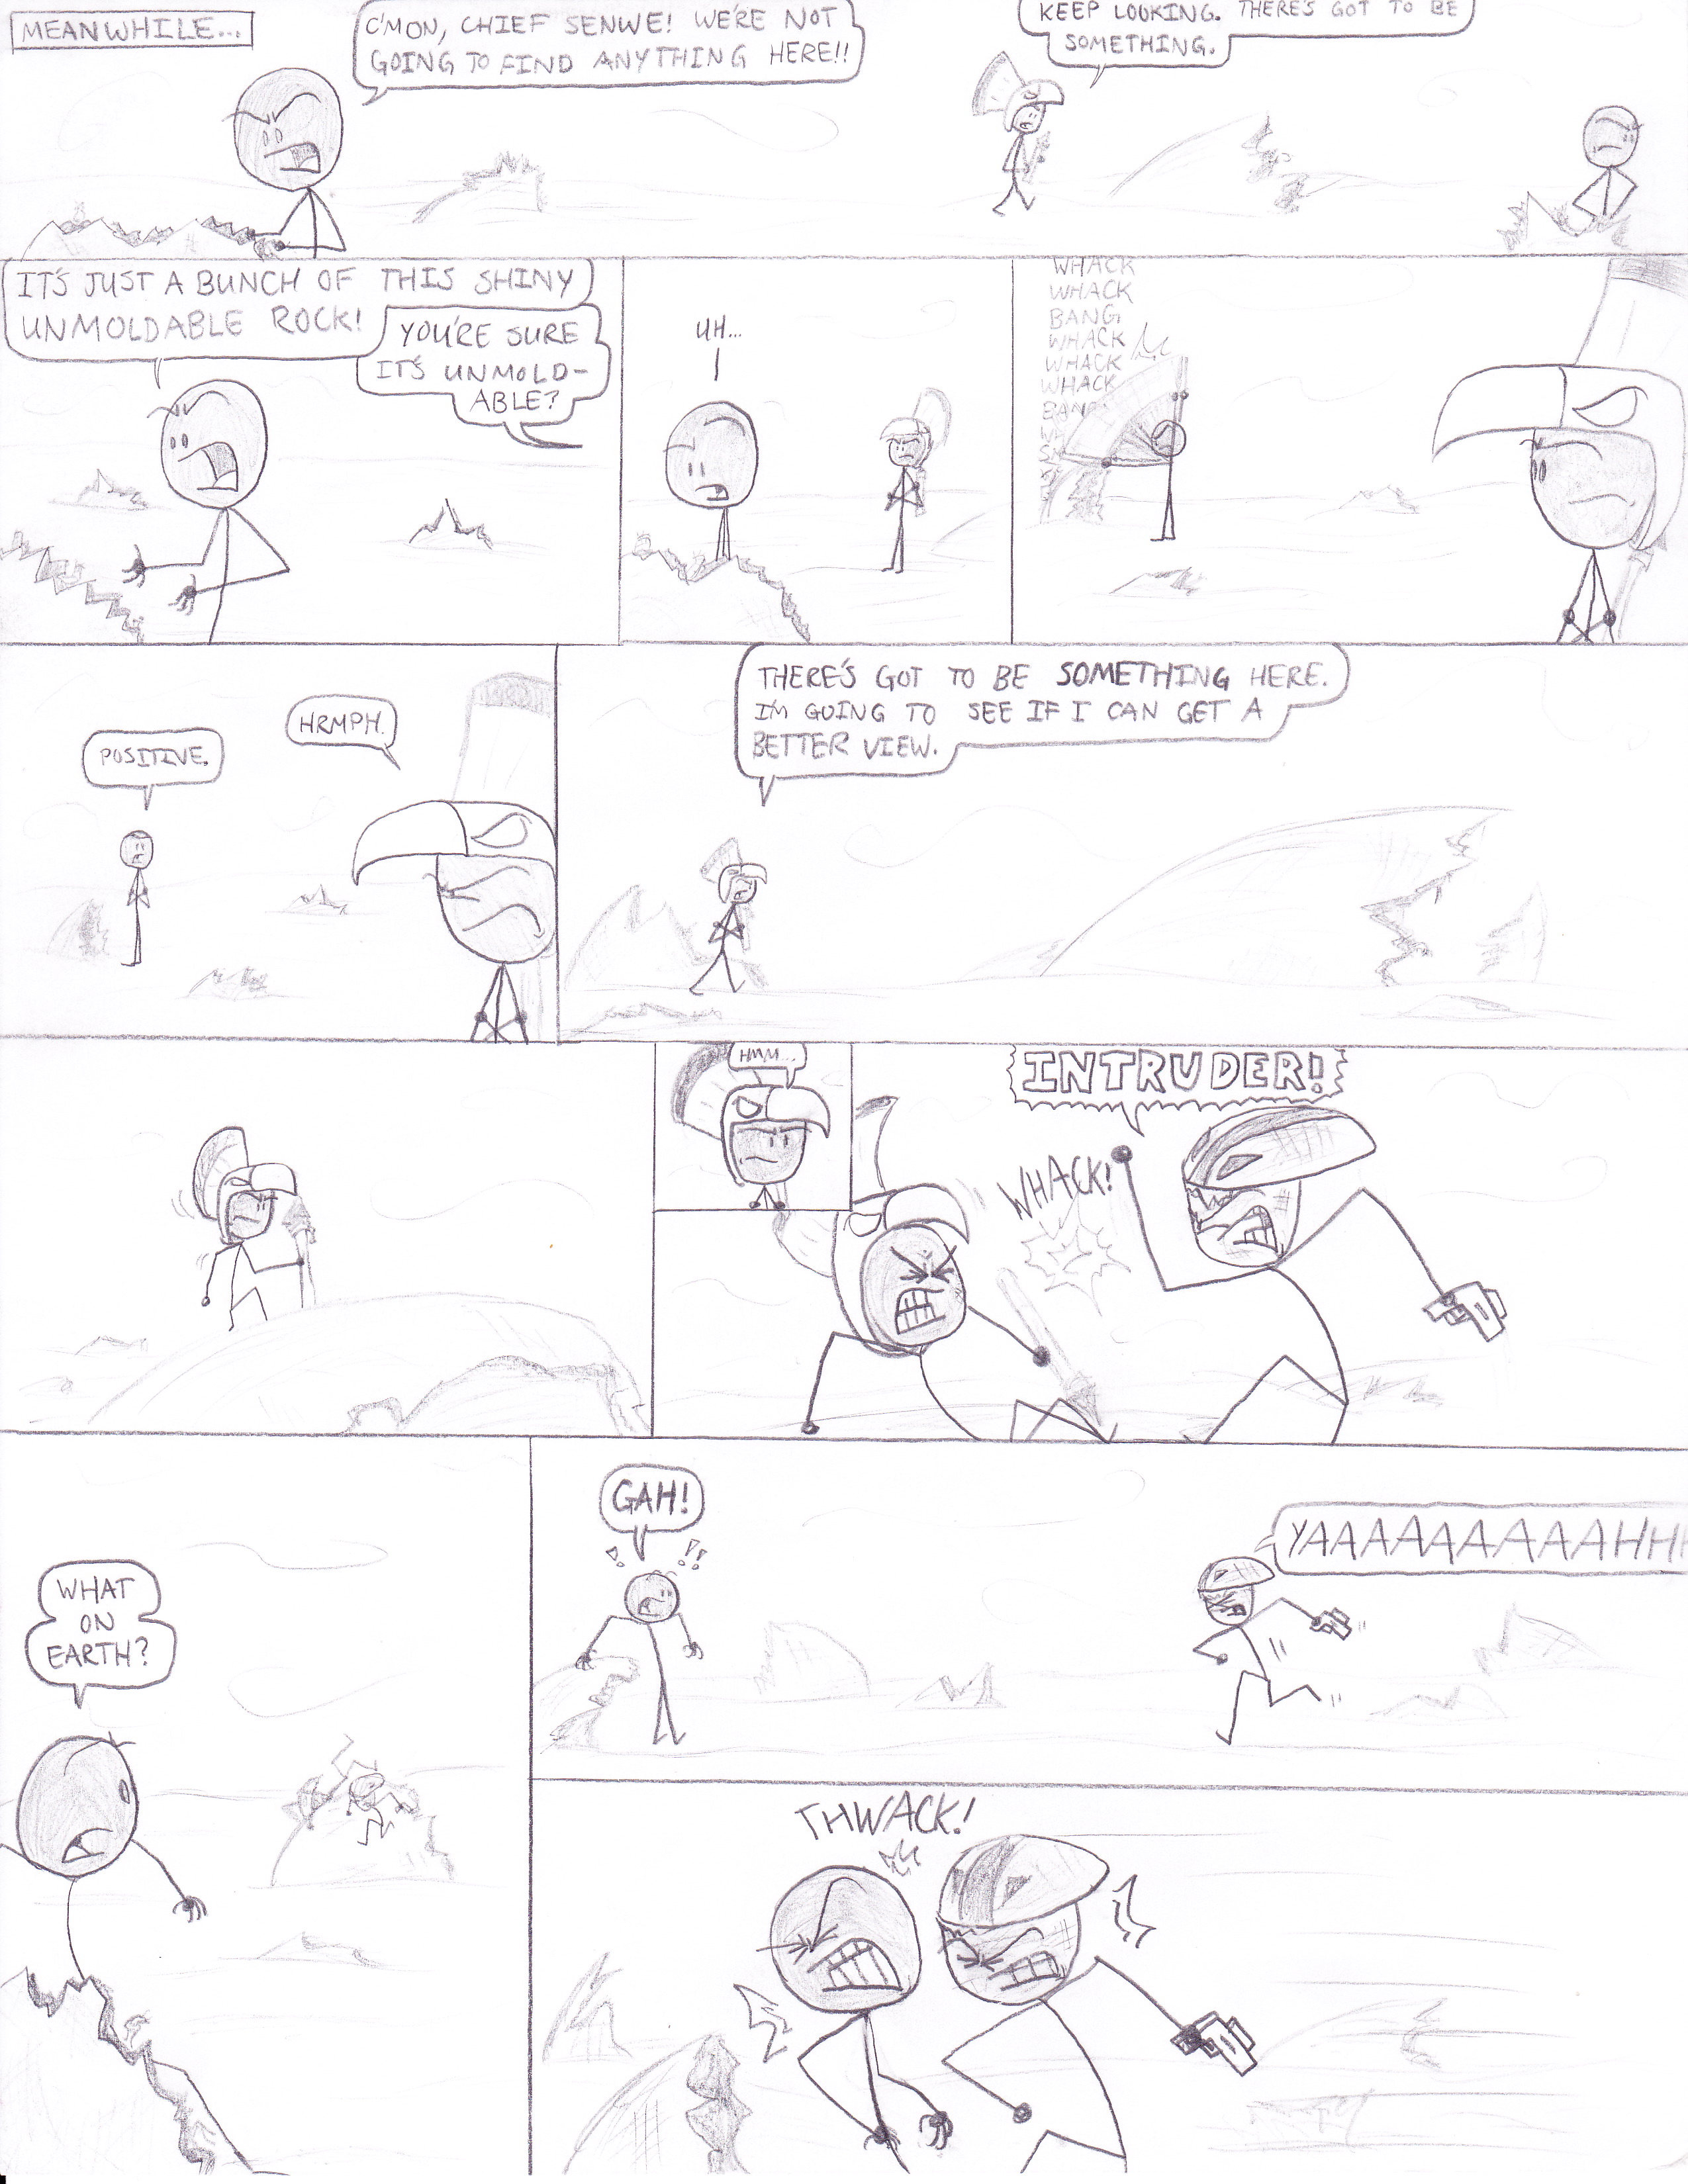 MEANWHILE...
C'MON, CHIEF SENWE! WE'RE NOT
GOING TO FIND ANYTHING HERE!!
KEEP LOOKING. THERE'S GOT TO BE
SOMETHING.
IT'S JUST A BUNCH OF THIS SHINY
UNMOLDABLE ROCK!
YOU'RE SURE
IT'S UNMOLD-
ABLE?
UH...
WHACK
WHACK
BANG
WHACK
WHACK
WHACK
BANG
POSITIVE.
HRMPH.
THERE'S GOT TO BE SOMETHING HERE.
I'M GOING TO SEE IF I CAN GET A
BETTER VIEW.
HMM...
INTRUDER!
WHACK!
WHAT
ON
EARTH?
GAH!
YAAAAAAAAAHHH
THWACK!